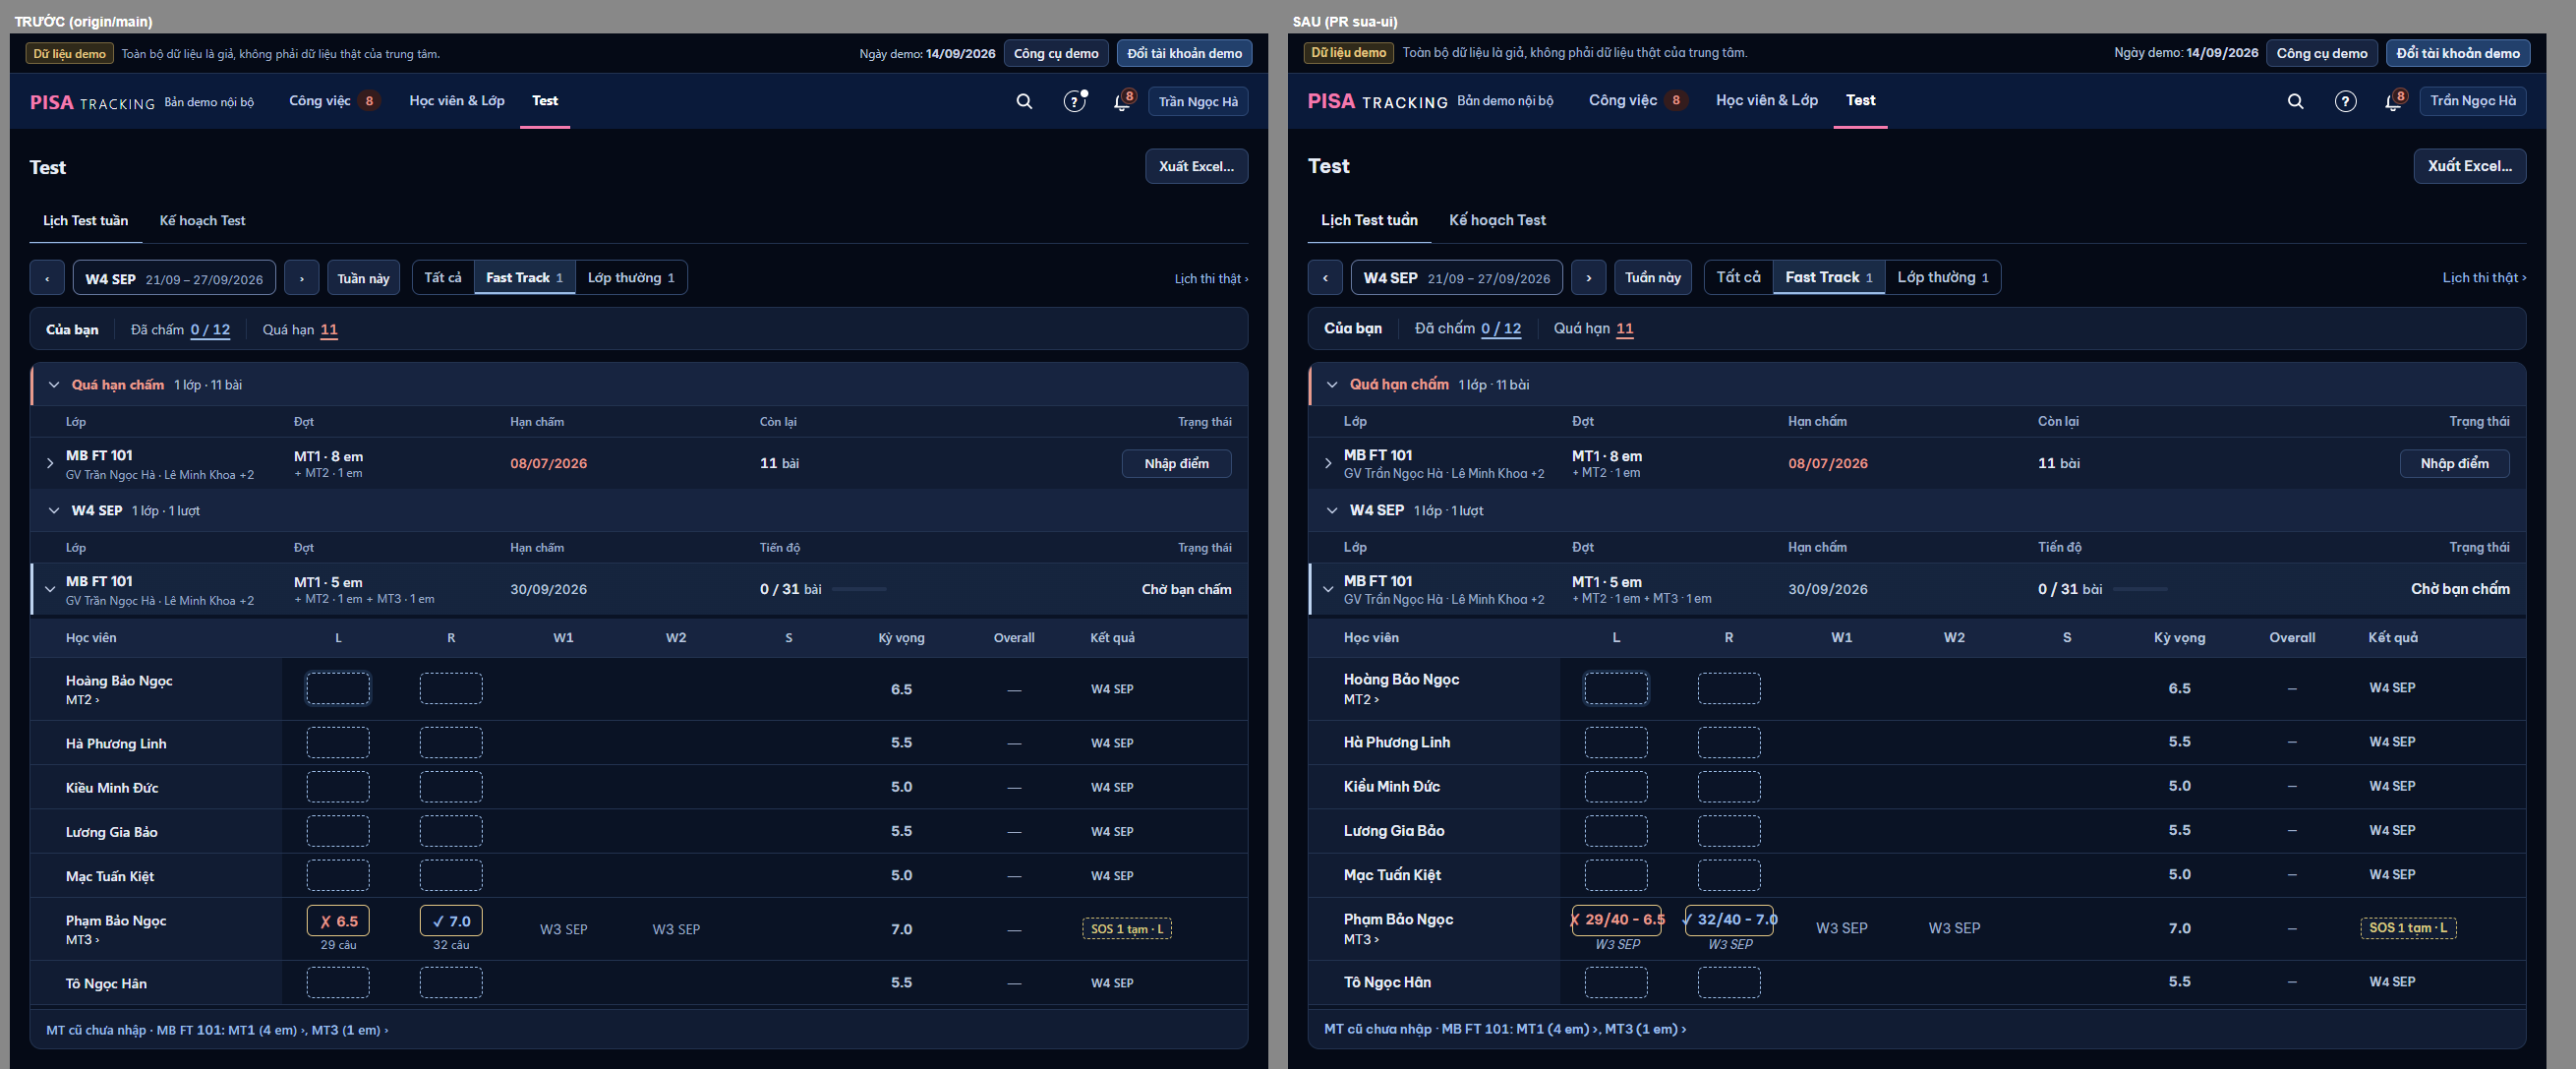 TRƯỚC (origin/main)
Dữ liệu demo Toàn bộ dữ liệu là giả, không phải dữ liệu thật của trung tâm. Ngày demo: 14/09/2026 Công cụ demo Đổi tài khoản demo
PISA TRACKING Bản demo nội bộ Công việc 8 Học viên & Lớp Test ? 8 Trần Ngọc Hà
Test Xuất Excel...
Lịch Test tuần Kế hoạch Test
‹ W4 SEP 21/09 – 27/09/2026 › Tuần này Tất cả Fast Track 1 Lớp thường 1 Lịch thi thật ›
Của bạn Đã chấm 0 / 12 Quá hạn 11
Quá hạn chấm 1 lớp · 11 bài
Lớp Đợt Hạn chấm Còn lại Trạng thái
MB FT 101 MT1 · 8 em 08/07/2026 11 bài Nhập điểm
GV Trần Ngọc Hà · Lê Minh Khoa +2 + MT2 · 1 em
W4 SEP 1 lớp · 1 lượt
Lớp Đợt Hạn chấm Tiến độ Trạng thái
MB FT 101 MT1 · 5 em 30/09/2026 0 / 31 bài Chờ bạn chấm
GV Trần Ngọc Hà · Lê Minh Khoa +2 + MT2 · 1 em + MT3 · 1 em
Học viên L R W1 W2 S Kỳ vọng Overall Kết quả
Hoàng Bảo Ngọc 6.5 — W4 SEP
MT2 ›
Hà Phương Linh 5.5 — W4 SEP
Kiều Minh Đức 5.0 — W4 SEP
Lương Gia Bảo 5.5 — W4 SEP
Mạc Tuấn Kiệt 5.0 — W4 SEP
Phạm Bảo Ngọc ✗ 6.5 ✓ 7.0 W3 SEP W3 SEP 7.0 — SOS 1 tạm · L
MT3 › 29 câu 32 câu
Tô Ngọc Hân 5.5 — W4 SEP
MT cũ chưa nhập · MB FT 101: MT1 (4 em) ›, MT3 (1 em) ›
SAU (PR sua-ui)
Dữ liệu demo Toàn bộ dữ liệu là giả, không phải dữ liệu thật của trung tâm. Ngày demo: 14/09/2026 Công cụ demo Đổi tài khoản demo
PISA TRACKING Bản demo nội bộ Công việc 8 Học viên & Lớp Test ? 8 Trần Ngọc Hà
Test Xuất Excel...
Lịch Test tuần Kế hoạch Test
‹ W4 SEP 21/09 – 27/09/2026 › Tuần này Tất cả Fast Track 1 Lớp thường 1 Lịch thi thật ›
Của bạn Đã chấm 0 / 12 Quá hạn 11
Quá hạn chấm 1 lớp · 11 bài
Lớp Đợt Hạn chấm Còn lại Trạng thái
MB FT 101 MT1 · 8 em 08/07/2026 11 bài Nhập điểm
GV Trần Ngọc Hà · Lê Minh Khoa +2 + MT2 · 1 em
W4 SEP 1 lớp · 1 lượt
Lớp Đợt Hạn chấm Tiến độ Trạng thái
MB FT 101 MT1 · 5 em 30/09/2026 0 / 31 bài Chờ bạn chấm
GV Trần Ngọc Hà · Lê Minh Khoa +2 + MT2 · 1 em + MT3 · 1 em
Học viên L R W1 W2 S Kỳ vọng Overall Kết quả
Hoàng Bảo Ngọc 6.5 — W4 SEP
MT2 ›
Hà Phương Linh 5.5 — W4 SEP
Kiều Minh Đức 5.0 — W4 SEP
Lương Gia Bảo 5.5 — W4 SEP
Mạc Tuấn Kiệt 5.0 — W4 SEP
Phạm Bảo Ngọc ✗ 29/40 - 6.5 ✓ 32/40 - 7.0 W3 SEP W3 SEP 7.0 — SOS 1 tạm · L
MT3 › W3 SEP W3 SEP
Tô Ngọc Hân 5.5 — W4 SEP
MT cũ chưa nhập · MB FT 101: MT1 (4 em) ›, MT3 (1 em) ›